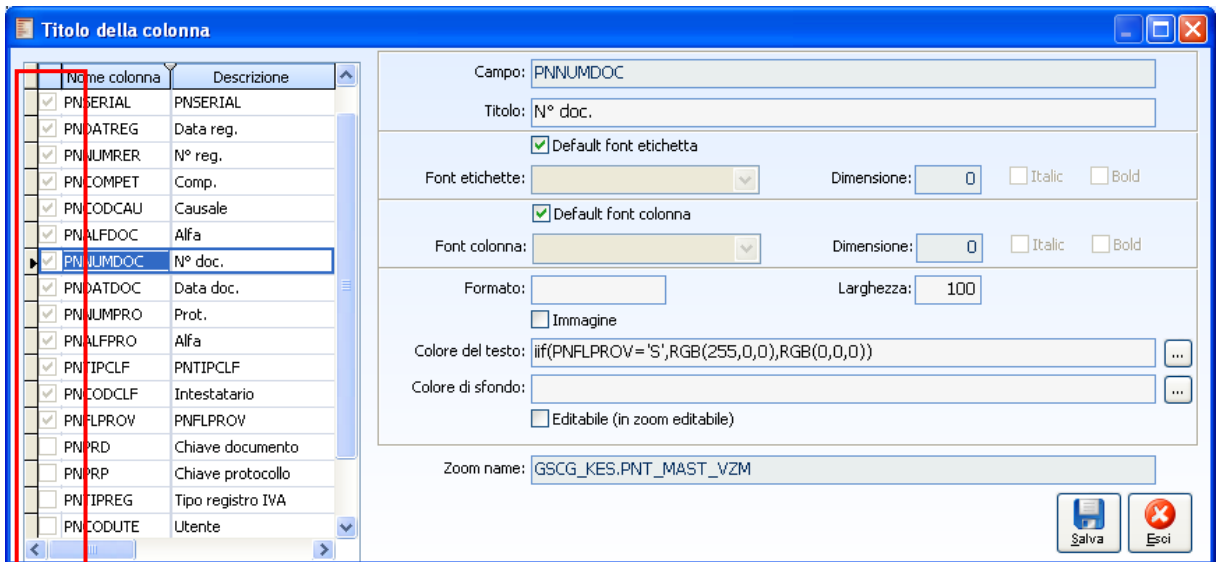 Titolo della colonna
Nome colonna Descrizione
PNSERIAL PNSERIAL
PNDATREG Data reg.
PNNUMRER N° reg.
PNCOMPET Comp.
PNCODCAU Causale
PNALFDOC Alfa
PNNUMDOC N° doc.
PNDATDOC Data doc.
PNNUMPRO Prot.
PNALFPRO Alfa
PNTIPCLF PNTIPCLF
PNCODCLF Intestatario
PNFLPROV PNFLPROV
PNPRD Chiave documento
PNPRP Chiave protocollo
PNTIPREG Tipo registro IVA
PNCODUTE Utente
Campo: PNNUMDOC
Titolo: N° doc.
Default font etichetta
Font etichette: Dimensione: 0 Italic Bold
Default font colonna
Font colonna: Dimensione: 0 Italic Bold
Formato: Larghezza: 100
Immagine
Colore del testo: iif(PNFLPROV='S',RGB(255,0,0),RGB(0,0,0)) ...
Colore di sfondo: ...
Editabile (in zoom editabile)
Zoom name: GSCG_KES.PNT_MAST_VZM
Salva Esci